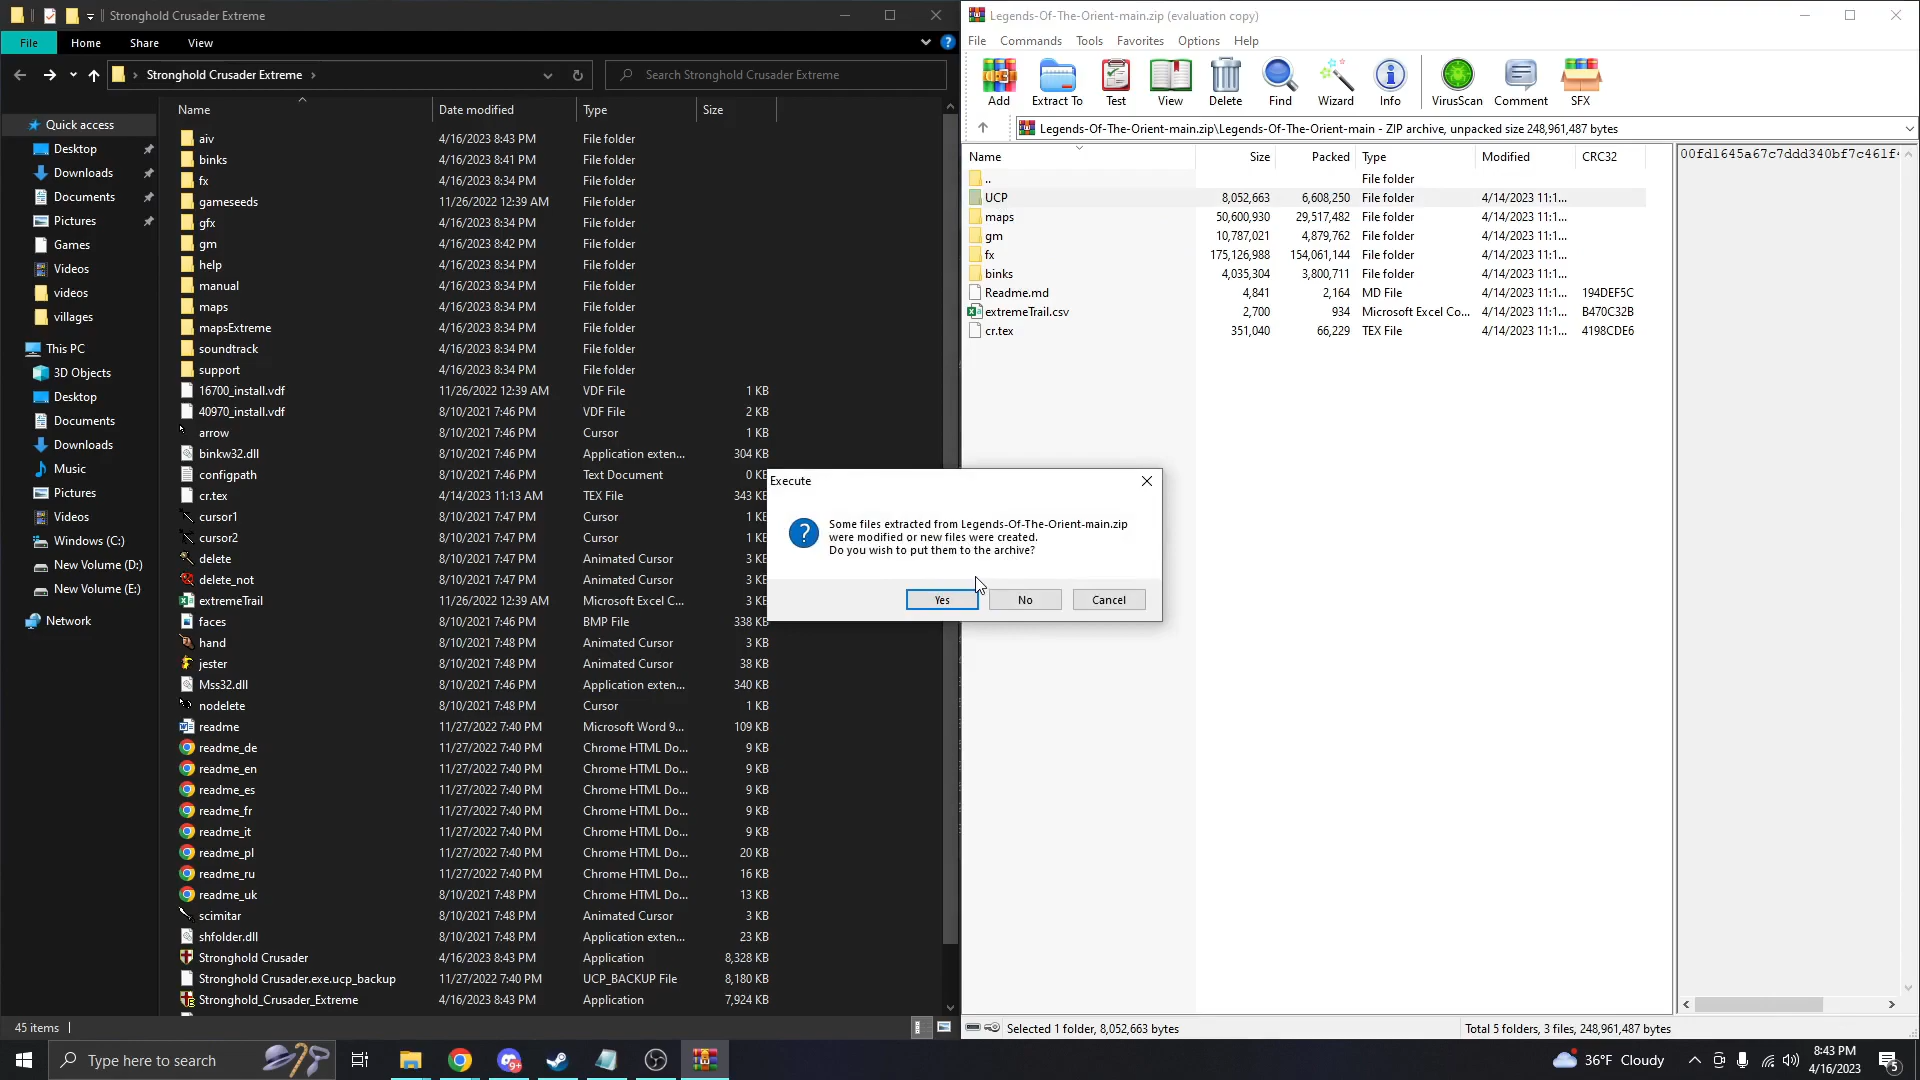 Stronghold Crusader Extreme
File
Home
Share
View
Stronghold Crusader Extreme
Search Stronghold Crusader Extreme
Name
Date modified
Type
Size
Quick access
Desktop
Downloads
Documents
Pictures
Games
Videos
videos
villages
This PC
3D Objects
Desktop
Documents
Downloads
Music
Pictures
Videos
Windows (C:)
New Volume (D:)
New Volume (E:)
Network
aiv 4/16/2023 8:43 PM File folder
binks 4/16/2023 8:41 PM File folder
fx 4/16/2023 8:34 PM File folder
gameseeds 11/26/2022 12:39 AM File folder
gfx 4/16/2023 8:34 PM File folder
gm 4/16/2023 8:42 PM File folder
help 4/16/2023 8:34 PM File folder
manual 4/16/2023 8:34 PM File folder
maps 4/16/2023 8:34 PM File folder
mapsExtreme 4/16/2023 8:34 PM File folder
soundtrack 4/16/2023 8:34 PM File folder
support 4/16/2023 8:34 PM File folder
16700_install.vdf 11/26/2022 12:39 AM VDF File 1 KB
40970_install.vdf 8/10/2021 7:46 PM VDF File 2 KB
arrow 8/10/2021 7:46 PM Cursor 1 KB
binkw32.dll 8/10/2021 7:46 PM Application exten... 304 KB
configpath 8/10/2021 7:46 PM Text Document 0 KB
cr.tex 4/14/2023 11:13 AM TEX File 343 KB
cursor1 8/10/2021 7:47 PM Cursor 1 KB
cursor2 8/10/2021 7:47 PM Cursor 1 KB
delete 8/10/2021 7:47 PM Animated Cursor 3 KB
delete_not 8/10/2021 7:47 PM Animated Cursor 3 KB
extremeTrail 11/26/2022 12:39 AM Microsoft Excel C... 3 KB
faces 8/10/2021 7:46 PM BMP File 338 KB
hand 8/10/2021 7:48 PM Animated Cursor 3 KB
jester 8/10/2021 7:48 PM Animated Cursor 38 KB
Mss32.dll 8/10/2021 7:46 PM Application exten... 340 KB
nodelete 8/10/2021 7:48 PM Cursor 1 KB
readme 11/27/2022 7:40 PM Microsoft Word 9... 109 KB
readme_de 11/27/2022 7:40 PM Chrome HTML Do... 9 KB
readme_en 11/27/2022 7:40 PM Chrome HTML Do... 9 KB
readme_es 11/27/2022 7:40 PM Chrome HTML Do... 9 KB
readme_fr 11/27/2022 7:40 PM Chrome HTML Do... 9 KB
readme_it 11/27/2022 7:40 PM Chrome HTML Do... 9 KB
readme_pl 11/27/2022 7:40 PM Chrome HTML Do... 20 KB
readme_ru 11/27/2022 7:40 PM Chrome HTML Do... 16 KB
readme_uk 8/10/2021 7:48 PM Chrome HTML Do... 13 KB
scimitar 8/10/2021 7:48 PM Animated Cursor 3 KB
shfolder.dll 8/10/2021 7:48 PM Application exten... 23 KB
Stronghold Crusader 4/16/2023 8:43 PM Application 8,328 KB
Stronghold Crusader.exe.ucp_backup 11/27/2022 7:40 PM UCP_BACKUP File 8,180 KB
Stronghold_Crusader_Extreme 4/16/2023 8:43 PM Application 7,924 KB
45 items
Legends-Of-The-Orient-main.zip (evaluation copy)
File Commands Tools Favorites Options Help
Add Extract To Test View Delete Find Wizard Info VirusScan Comment SFX
Legends-Of-The-Orient-main.zip\Legends-Of-The-Orient-main - ZIP archive, unpacked size 248,961,487 bytes
Name Size Packed Type Modified CRC32
00fd1645a67c7ddd340bf7c461f
.. File folder
UCP 8,052,663 6,608,250 File folder 4/14/2023 11:1...
maps 50,600,930 29,517,482 File folder 4/14/2023 11:1...
gm 10,787,021 4,879,762 File folder 4/14/2023 11:1...
fx 175,126,988 154,061,144 File folder 4/14/2023 11:1...
binks 4,035,304 3,800,711 File folder 4/14/2023 11:1...
Readme.md 4,841 2,164 MD File 4/14/2023 11:1... 194DEF5C
extremeTrail.csv 2,700 934 Microsoft Excel Co... 4/14/2023 11:1... B470C32B
cr.tex 351,040 66,229 TEX File 4/14/2023 11:1... 4198CDE6
Execute
Some files extracted from Legends-Of-The-Orient-main.zip
were modified or new files were created.
Do you wish to put them to the archive?
Yes No Cancel
Selected 1 folder, 8,052,663 bytes
Total 5 folders, 3 files, 248,961,487 bytes
Type here to search
9+
36°F Cloudy
8:43 PM
4/16/2023
5